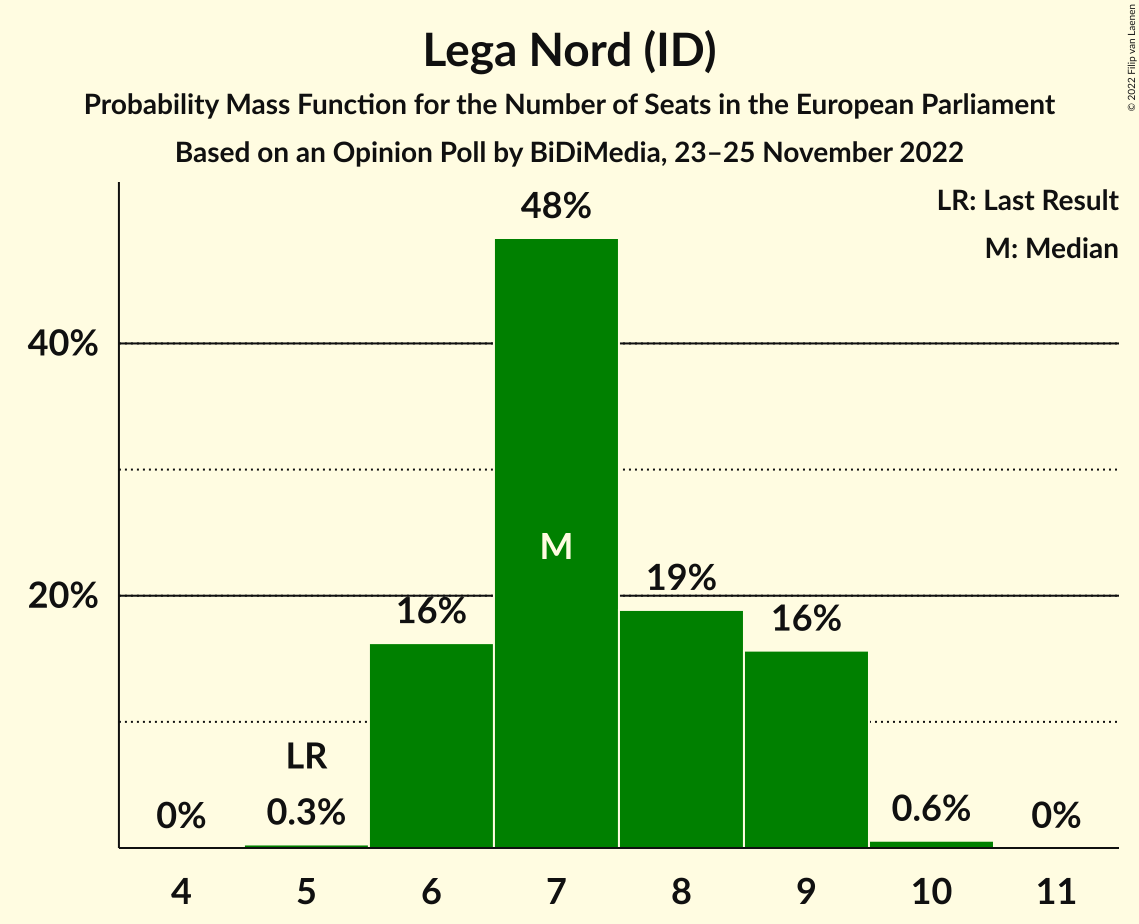 Lega Nord (ID)
Probability Mass Function for the Number of Seats in the European Parliament
Based on an Opinion Poll by BiDiMedia, 23–25 November 2022
© 2022 Filip van Laenen
LR: Last Result
M: Median
48%
40%
M
19%
20%
16%
16%
LR
0%
0.3%
0.6%
0%
4
5
6
7
8
9
10
11